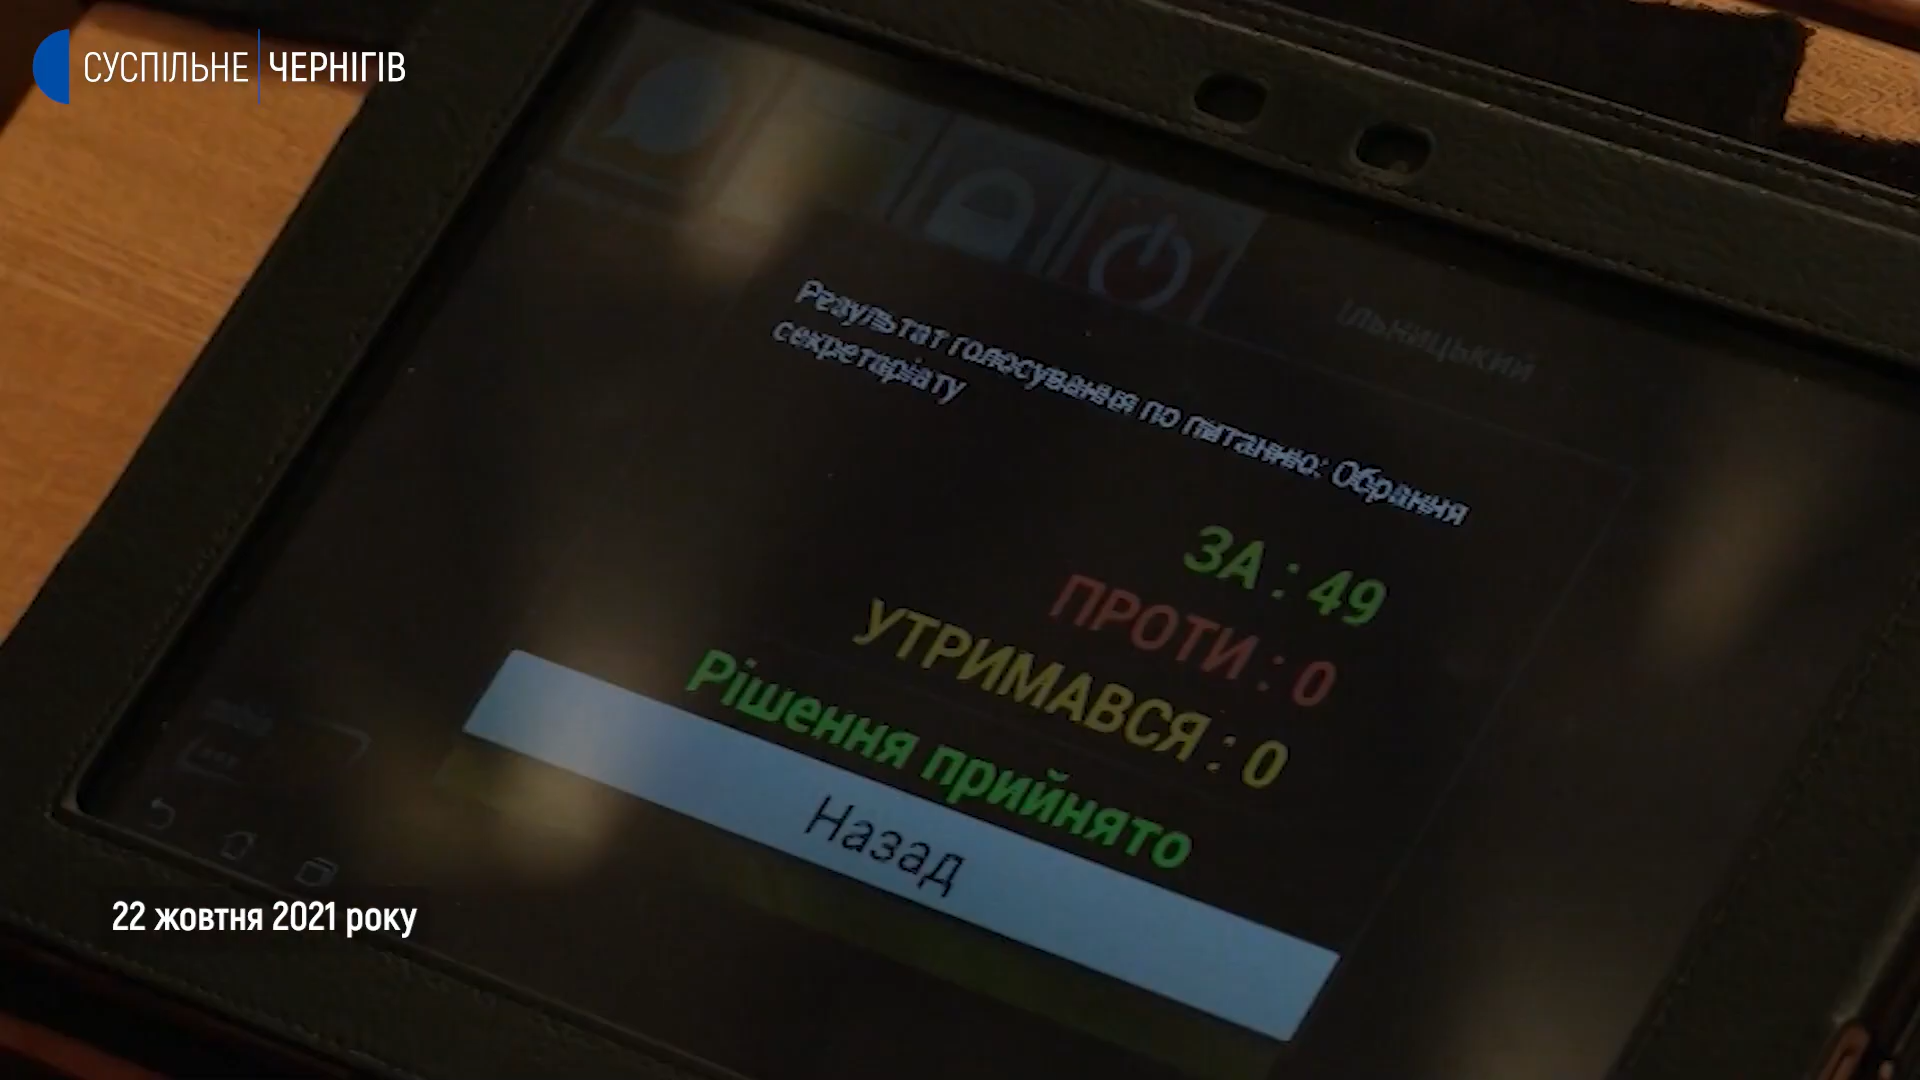 СУСПІЛЬНЕ ЧЕРНІГІВ
ІЛЬНИЦЬКИЙ
Результат голосування по питанню: Обрання
секретаріату
ЗА : 49
ПРОТИ : 0
УТРИМАВСЯ : 0
Рішення прийнято
Назад
22 жовтня 2021 року